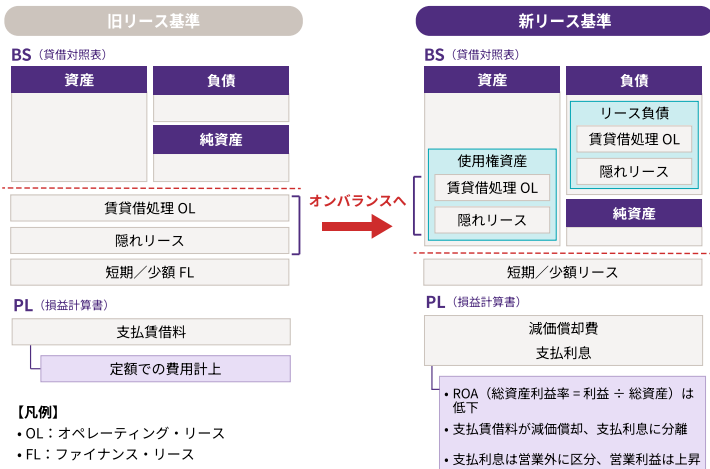 旧リース基準
BS（貸借対照表）
資産
負債
純資産
賃貸借処理 OL
隠れリース
短期／少額 FL
PL（損益計算書）
支払賃借料
定額での費用計上
【凡例】
• OL：オペレーティング・リース
• FL：ファイナンス・リース
オンバランスへ
新リース基準
BS（貸借対照表）
資産
使用権資産
賃貸借処理 OL
隠れリース
負債
リース負債
賃貸借処理 OL
隠れリース
純資産
短期／少額リース
PL（損益計算書）
減価償却費
支払利息
• ROA（総資産利益率 = 利益 ÷ 総資産）は
低下
• 支払賃借料が減価償却、支払利息に分離
• 支払利息は営業外に区分、営業利益は上昇